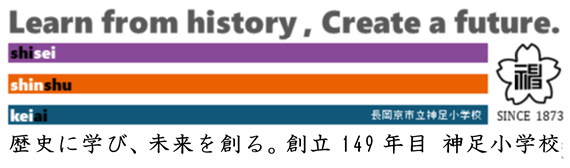 Learn from history , Create a future.
shisei
shinshu
keiai
長岡京市立神足小学校
SINCE 1873
歴史に学び、未来を創る。創立 149 年目 神足小学校